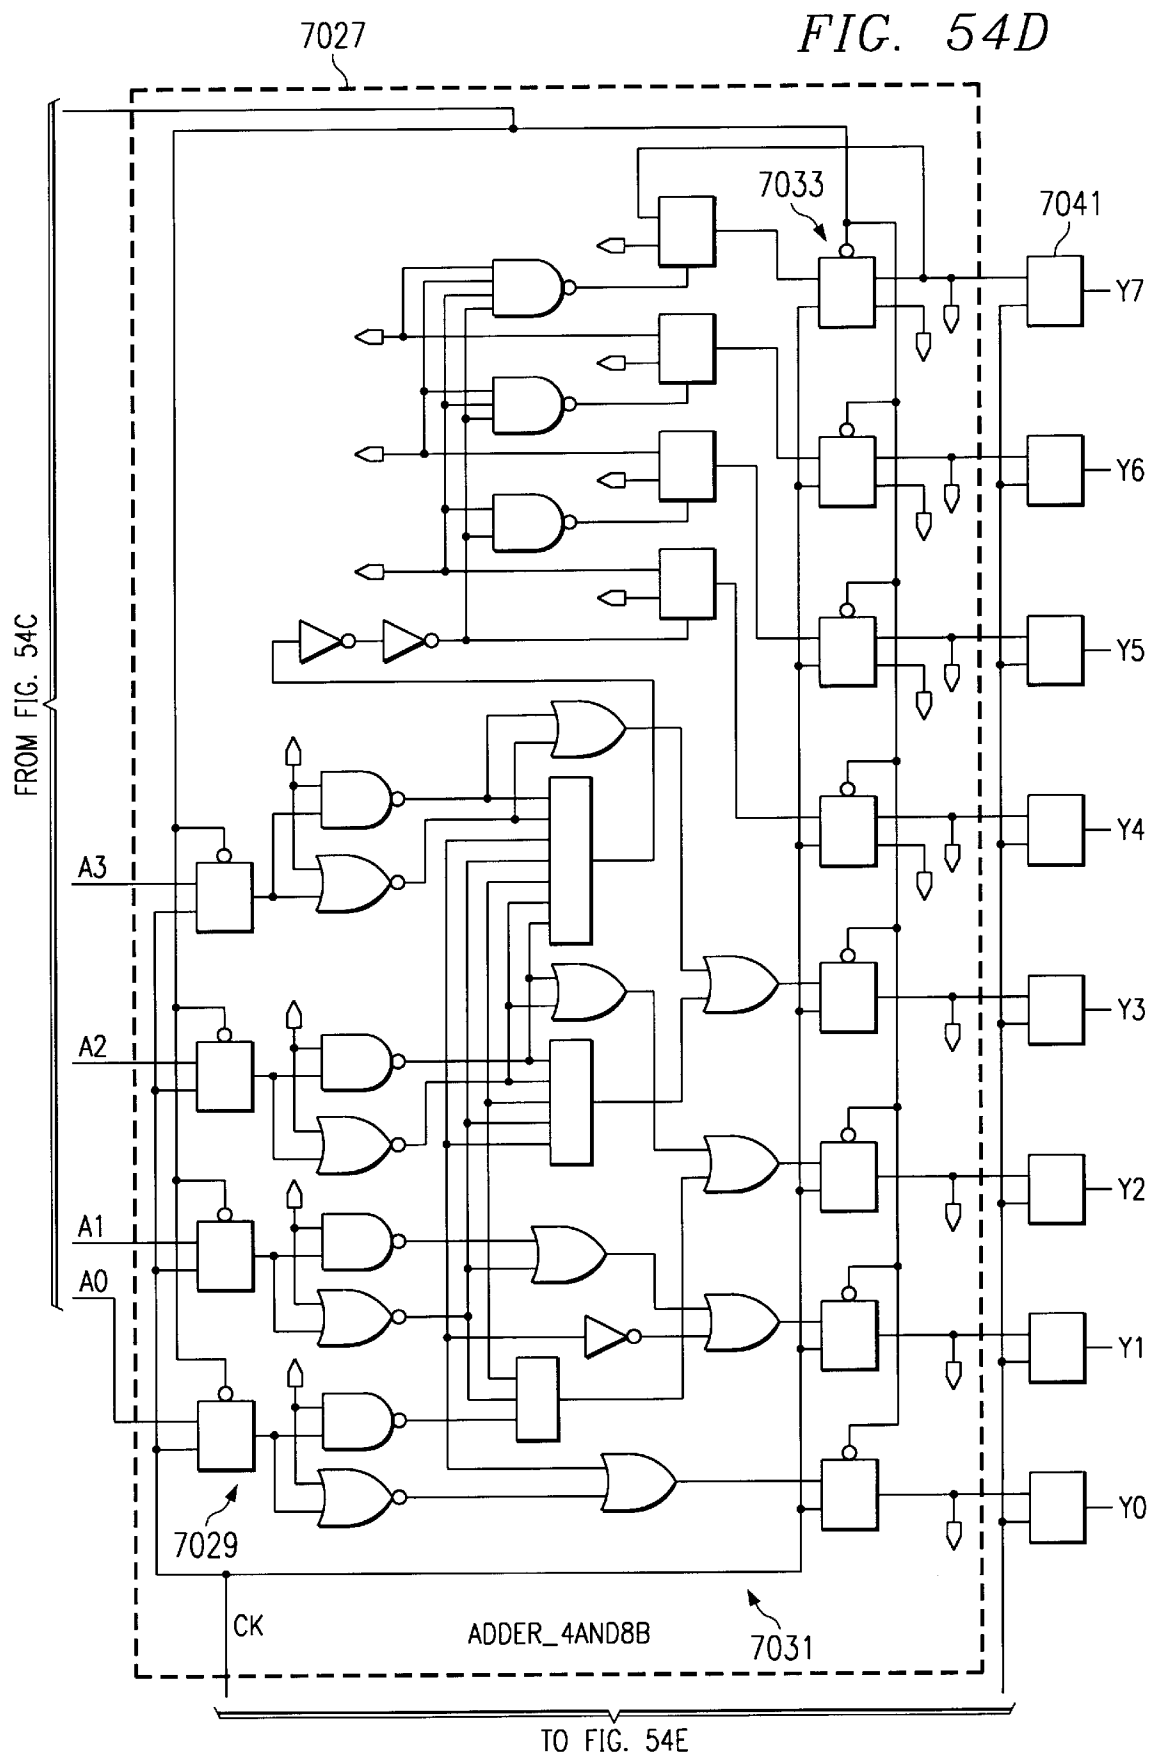 FIG. 54D
7027
7033
7041
Y7
Y6
Y5
FROM FIG. 54C
Y4
A3
Y3
A2
Y2
A1
A0
Y1
Y0
7029
CK
ADDER_4AND8B
7031
TO FIG. 54E